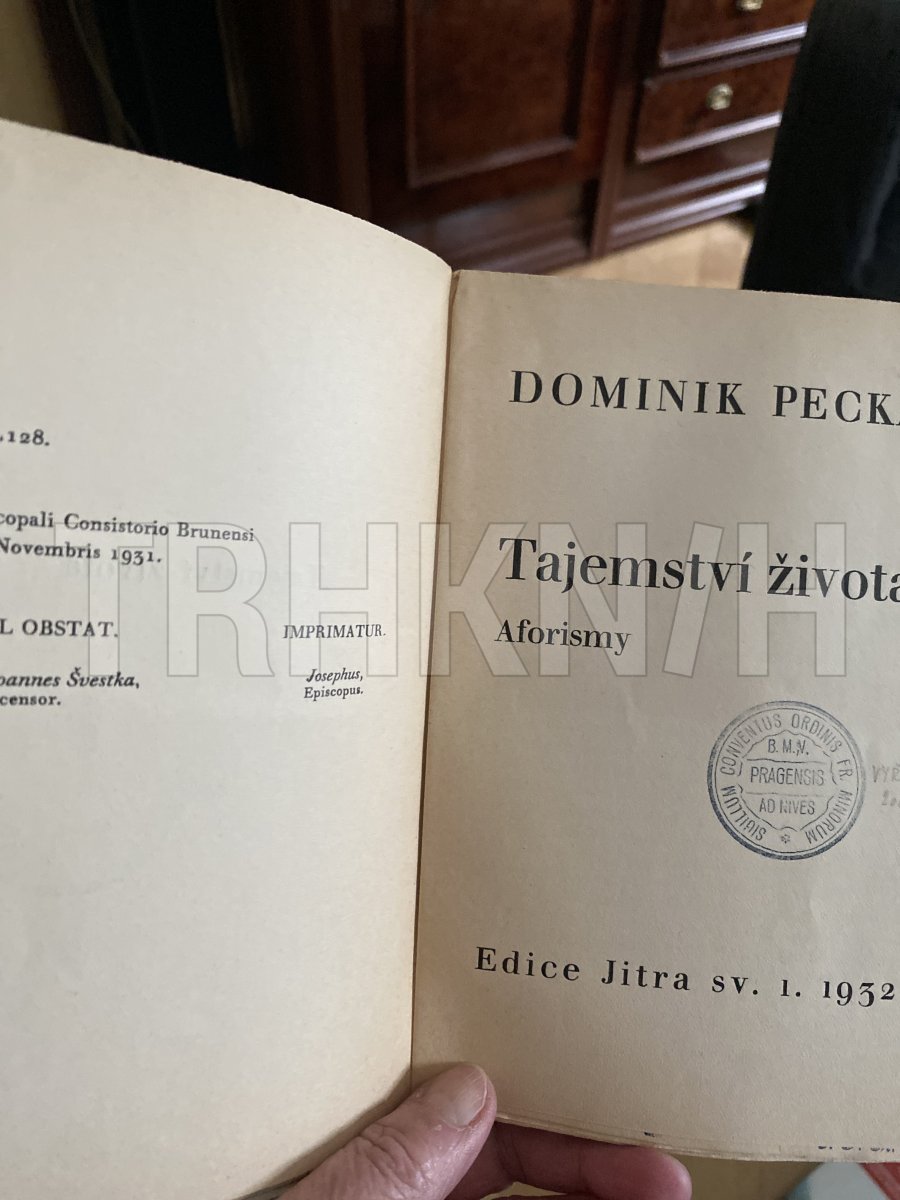 128.
copali Consistorio Brunensi
Novembris 1931.
L OBSTAT.
IMPRIMATUR.
oannes Švestka,
censor.
Josephus,
Episcopus.
DOMINIK PECKA
Tajemství života
Aforismy
SIGILLUM CONVENTUS ORDINIS FR. MINORUM
B. M. V.
PRAGENSIS
AD NIVES
Edice Jitra sv. 1. 1932
TRHKNIH